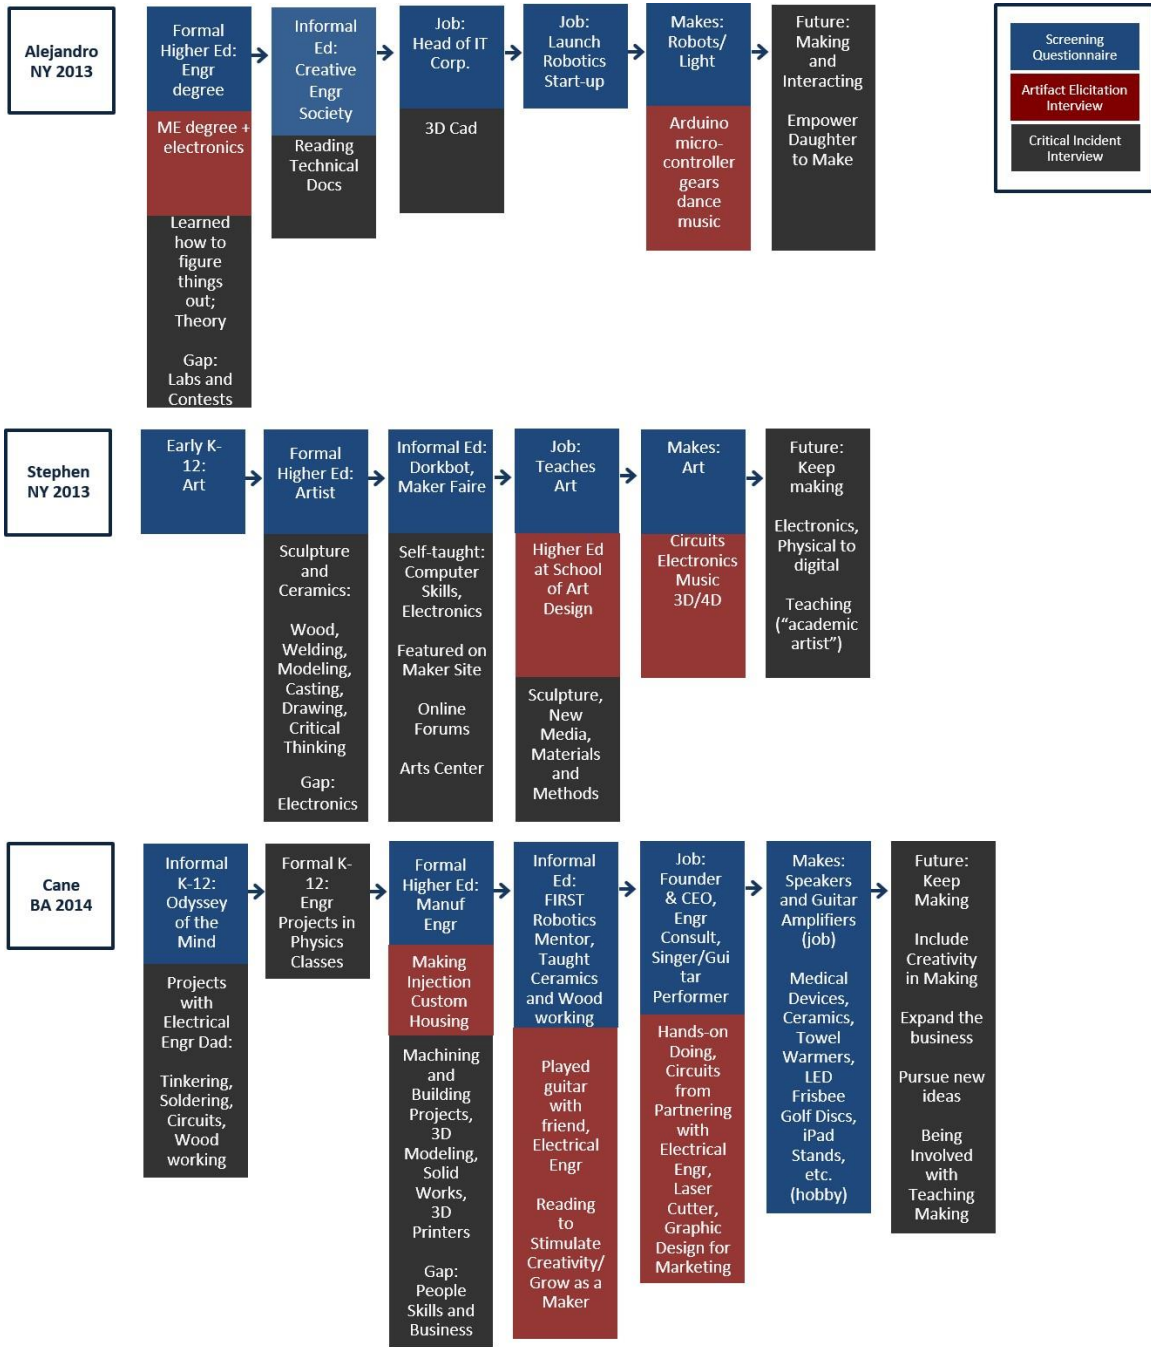 Alejandro
NY 2013
Formal
Higher Ed:
Engr
degree
ME degree +
electronics
Learned
how to
figure
things
out;
Theory
Gap:
Labs and
Contests
Informal
Ed:
Creative
Engr
Society
Reading
Technical
Docs
Job:
Head of IT
Corp.
3D Cad
Job:
Launch
Robotics
Start-up
Makes:
Robots/
Light
Arduino
micro-
controller
gears
dance
music
Future:
Making
and
Interacting
Empower
Daughter
to Make
Screening
Questionnaire
Artifact Elicitation
Interview
Critical Incident
Interview
Stephen
NY 2013
Early K-
12:
Art
Formal
Higher Ed:
Artist
Sculpture
and
Ceramics:
Wood,
Welding,
Modeling,
Casting,
Drawing,
Critical
Thinking
Gap:
Electronics
Informal Ed:
Dorkbot,
Maker Faire
Self-taught:
Computer
Skills,
Electronics
Featured on
Maker Site
Online
Forums
Arts Center
Job:
Teaches
Art
Higher Ed
at School
of Art
Design
Sculpture,
New
Media,
Materials
and
Methods
Makes:
Art
Circuits
Electronics
Music
3D/4D
Future:
Keep
making
Electronics,
Physical to
digital
Teaching
(“academic
artist”)
Cane
BA 2014
Informal
K-12:
Odyssey
of the
Mind
Projects
with
Electrical
Engr Dad:
Tinkering,
Soldering,
Circuits,
Wood
working
Formal K-
12:
Engr
Projects in
Physics
Classes
Formal
Higher Ed:
Manuf
Engr
Making
Injection
Custom
Housing
Machining
and
Building
Projects,
3D
Modeling,
Solid
Works,
3D
Printers
Gap:
People
Skills and
Business
Informal
Ed:
FIRST
Robotics
Mentor,
Taught
Ceramics
and Wood
working
Played
guitar
with
friend,
Electrical
Engr
Reading
to
Stimulate
Creativity/
Grow as a
Maker
Job:
Founder
& CEO,
Engr
Consult,
Singer/Gui
tar
Performer
Hands-on
Doing,
Circuits
from
Partnering
with
Electrical
Engr,
Laser
Cutter,
Graphic
Design for
Marketing
Makes:
Speakers
and Guitar
Amplifiers
(job)
Medical
Devices,
Ceramics,
Towel
Warmers,
LED
Frisbee
Golf Discs,
iPad
Stands,
etc.
(hobby)
Future:
Keep
Making
Include
Creativity
in Making
Expand the
business
Pursue new
ideas
Being
Involved
with
Teaching
Making